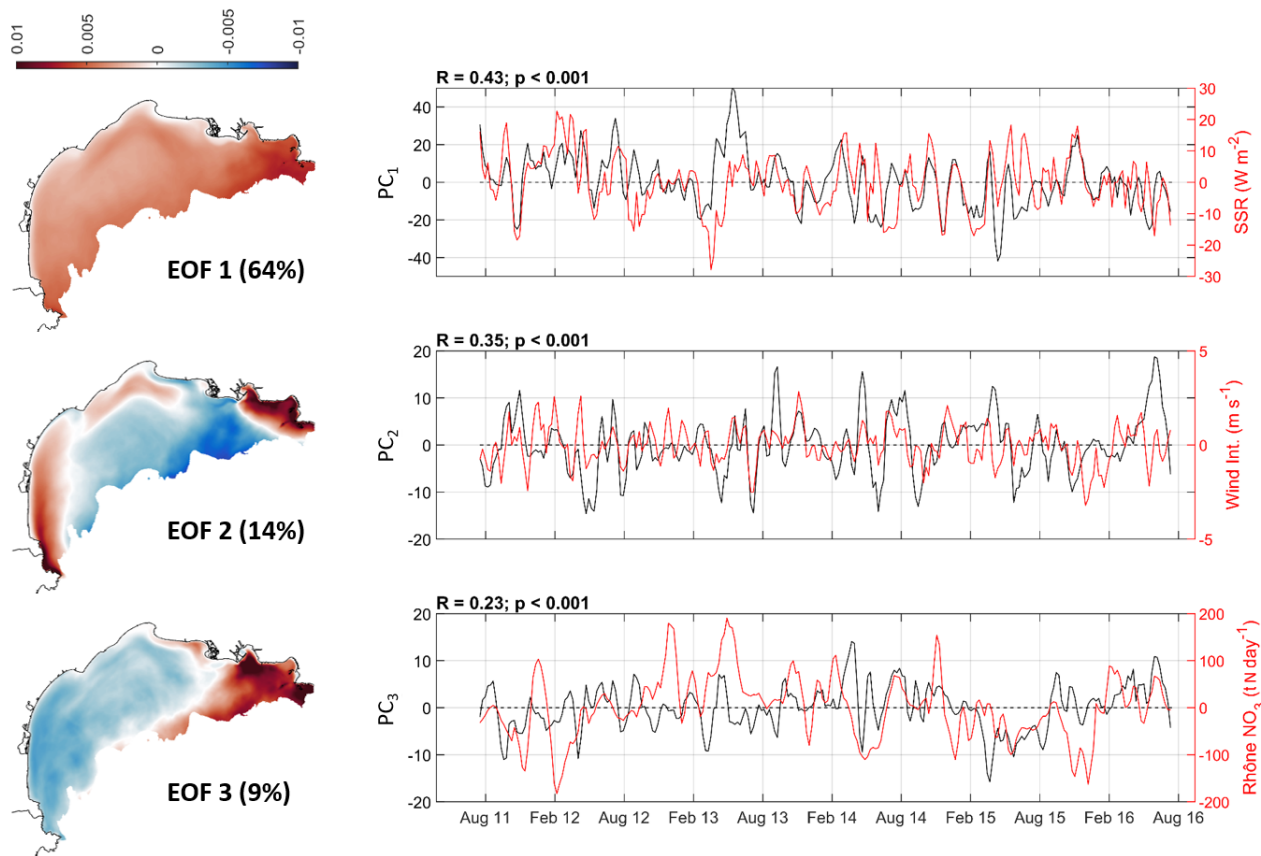 0.01 0.005 0 -0.005 -0.01
EOF 1 (64%)
EOF 2 (14%)
EOF 3 (9%)
R = 0.43; p < 0.001
40
20
0
-20
-40
PC1
30
20
10
0
-10
-20
-30
SSR (W m-2)
R = 0.35; p < 0.001
20
10
0
-10
-20
PC2
5
0
-5
Wind Int. (m s-1)
R = 0.23; p < 0.001
20
10
0
-10
-20
PC3
200
100
0
-100
-200
Rhône NO3 (t N day-1)
Aug 11 Feb 12 Aug 12 Feb 13 Aug 13 Feb 14 Aug 14 Feb 15 Aug 15 Feb 16 Aug 16